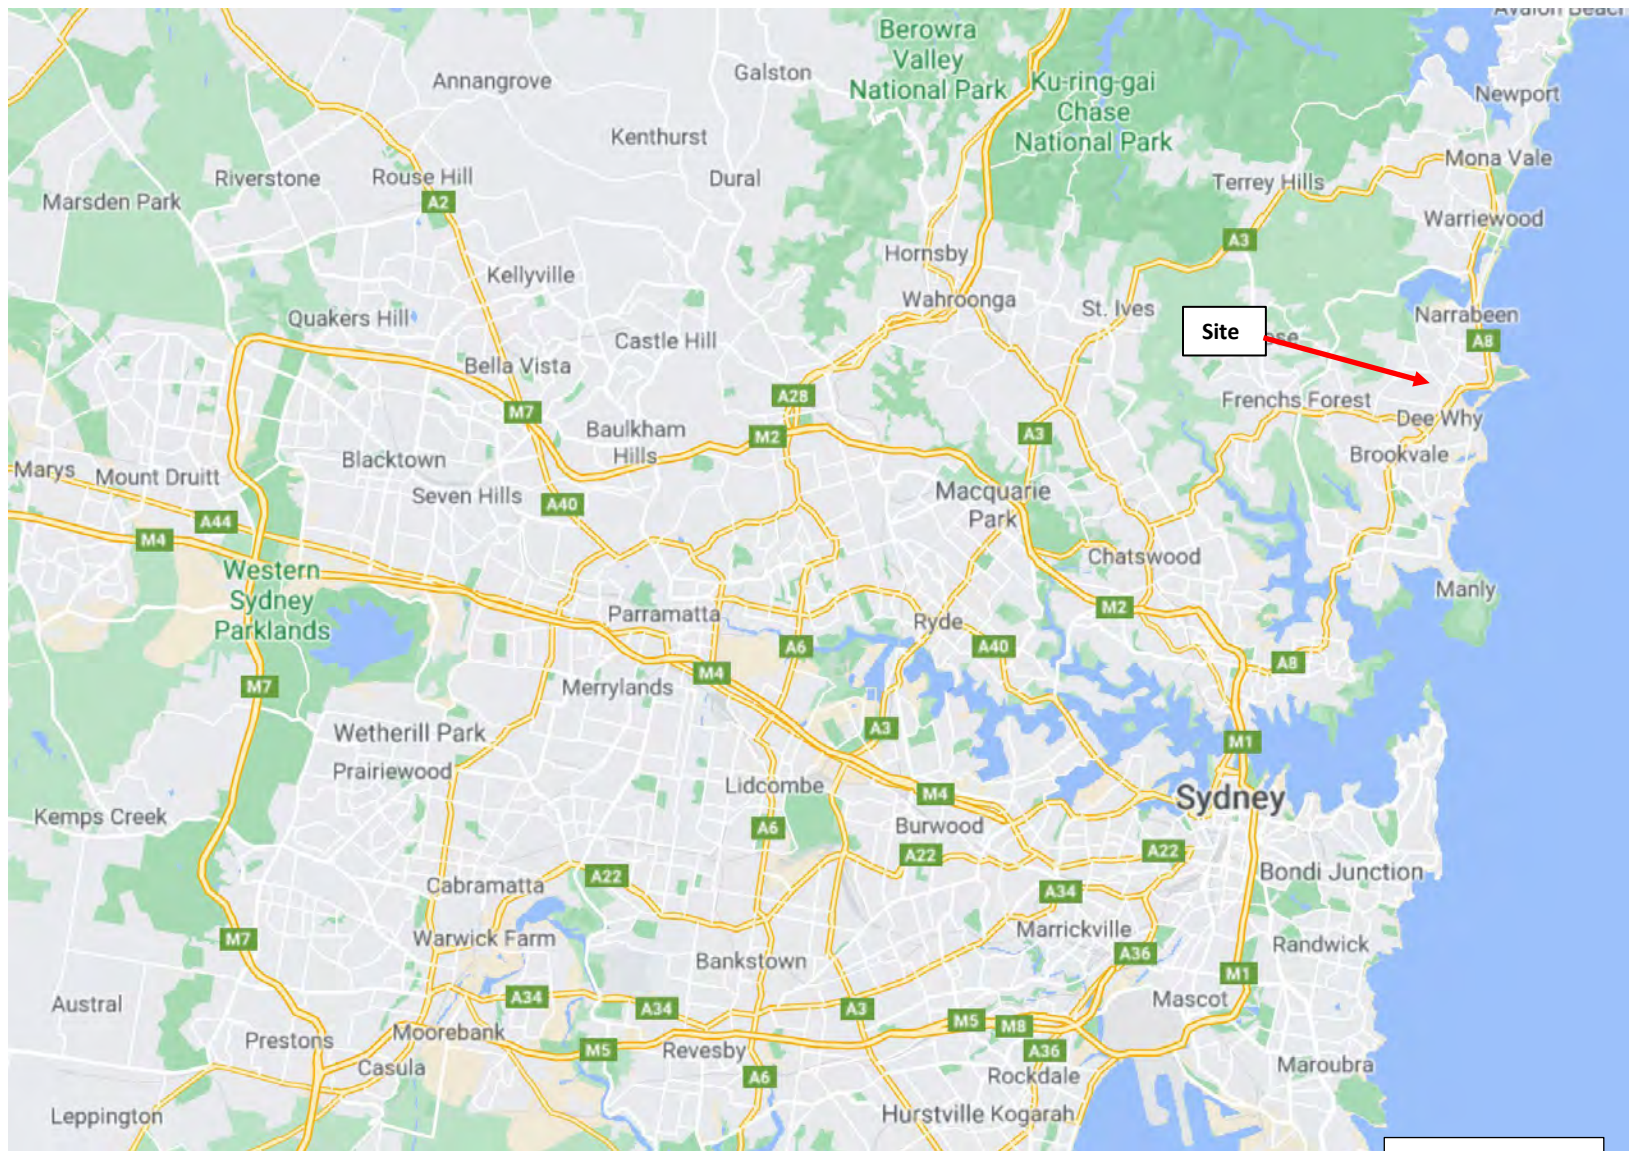 Avalon Beach
Berowra
Valley
National Park
Galston
Annangrove
Ku-ring-gai
Chase
National Park
Newport
Kenthurst
Mona Vale
Riverstone
Rouse Hill
Dural
Terrey Hills
Marsden Park
A2
Warriewood
A3
Hornsby
Kellyville
Wahroonga
St. Ives
Quakers Hill
Narrabeen
Site
ose
Castle Hill
A8
Bella Vista
A28
Frenchs Forest
M7
Dee Why
Baulkham
Hills
M2
A3
Brookvale
Blacktown
Marys
Mount Druitt
Seven Hills
A40
Macquarie
Park
A44
M4
Chatswood
Western
Sydney
Parklands
Manly
Parramatta
M2
Ryde
A6
A40
A8
M4
M7
Merrylands
Wetherill Park
A3
M1
Prairiewood
Lidcombe
M4
Sydney
Kemps Creek
A6
Burwood
A22
A22
A22
Bondi Junction
Cabramatta
A34
Marrickville
Warwick Farm
M7
A36
Randwick
Bankstown
M1
Austral
A34
A34
A3
Mascot
M5
M8
Moorebank
Prestons
M5
Revesby
A36
Casula
A6
Rockdale
Maroubra
Leppington
Hurstville
Kogarah